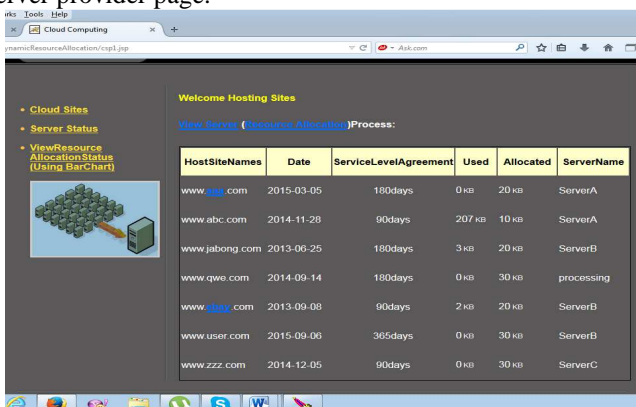 erver provider page.
rks Tools Help
Cloud Computing
ynamicResourceAllocation/csp1.jsp
Ask.com
Welcome Hosting Sites
Cloud Sites
View Server (Resource Allocation)Process:
Server Status
ViewResource
AllocationStatus
(Using BarChart)
HostSiteNames Date ServiceLevelAgreement Used Allocated ServerName
www. .com 2015-03-05 180days 0 KB 20 KB ServerA
www.abc.com 2014-11-28 90days 207 KB 10 KB ServerA
www.jabong.com 2013-06-25 180days 3 KB 20 KB ServerB
www.qwe.com 2014-09-14 180days 0 KB 30 KB processing
www. .com 2013-09-08 90days 2 KB 20 KB ServerB
www.user.com 2015-09-06 365days 0 KB 30 KB ServerB
www.zzz.com 2014-12-05 90days 0 KB 30 KB ServerC